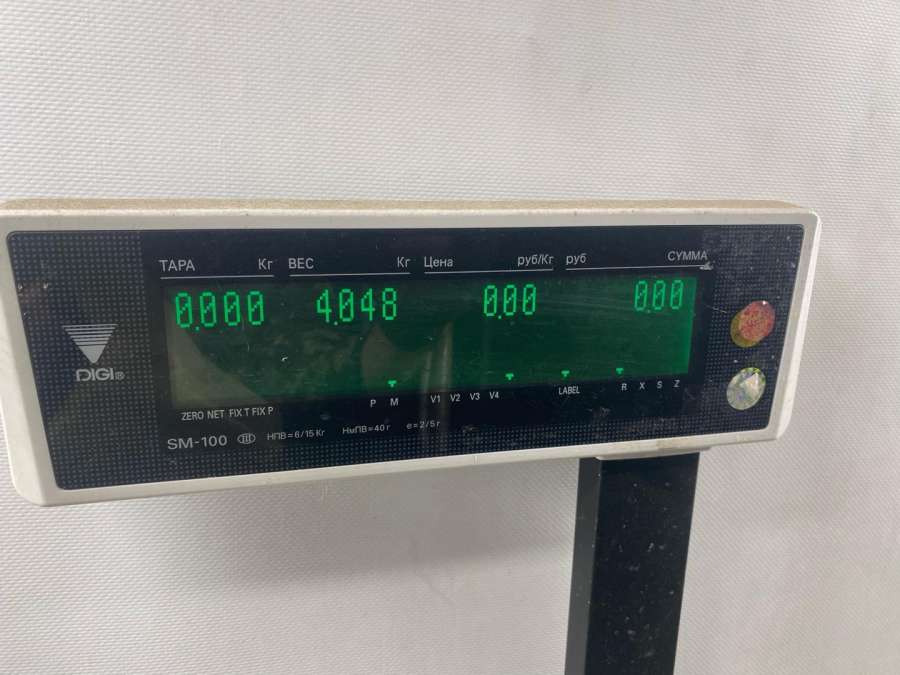 ТАРА Кг ВЕС Кг Цена руб/Кг руб СУММА
0.000 4.048 0.00 0.00
DIGI®
P M V1 V2 V3 V4 LABEL R X S Z
ZERO NET FIX T FIX P
SM-100 III НПВ=6/15 Кг НмПВ=40 г e=2/5 г